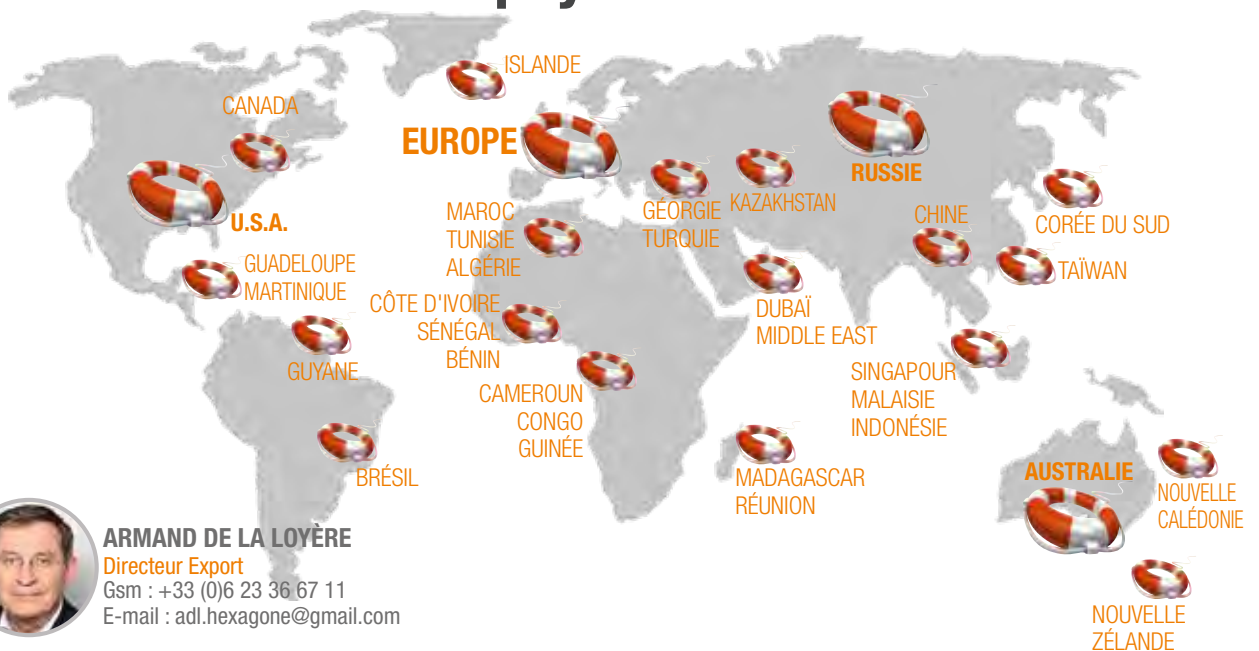 ISLANDE
CANADA
EUROPE
RUSSIE
U.S.A.
MAROC
TUNISIE
ALGÉRIE
GÉORGIE
TURQUIE
KAZAKHSTAN
CHINE
CORÉE DU SUD
TAÏWAN
GUADELOUPE
MARTINIQUE
CÔTE D'IVOIRE
SÉNÉGAL
BÉNIN
DUBAÏ
MIDDLE EAST
GUYANE
CAMEROUN
CONGO
GUINÉE
SINGAPOUR
MALAISIE
INDONÉSIE
BRÉSIL
MADAGASCAR
RÉUNION
AUSTRALIE
NOUVELLE
CALÉDONIE
NOUVELLE
ZÉLANDE
ARMAND DE LA LOYÈRE
Directeur Export
Gsm : +33 (0)6 23 36 67 11
E-mail : adl.hexagone@gmail.com